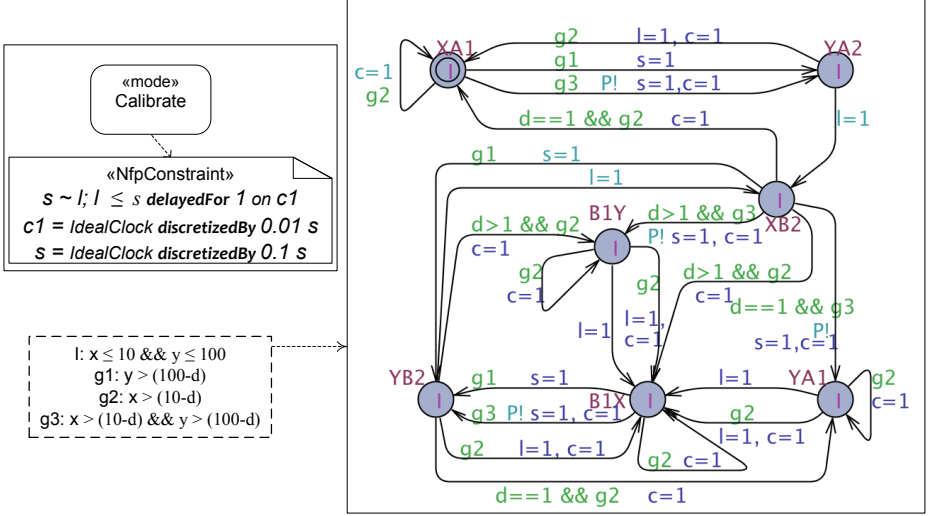 «mode»
Calibrate
«NfpConstraint»
s ~ l; l ≤ s delayedFor 1 on c1
c1 = IdealClock discretizedBy 0.01 s
s = IdealClock discretizedBy 0.1 s
I: x ≤ 10 && y ≤ 100
g1: y > (100-d)
g2: x > (10-d)
g3: x > (10-d) && y > (100-d)
XA1
I
c=1
g2
g2 l=1, c=1
g1 s=1
g3 P! s=1,c=1
YA2
I
d==1 && g2 c=1
l=1
g1 s=1
l=1
I
XB2
B1Y
I
d>1 && g3
P! s=1, c=1
d>1 && g2
c=1
g2
c=1
g2
l=1,
c=1
l=1
d>1 && g2
c=1
d==1 && g3
P!
s=1,c=1
YB2
I
g1 s=1
g3 P! s=1, c=1
g2 l=1, c=1
B1X
I
g2 c=1
l=1
g2
l=1, c=1
YA1
I
g2
c=1
d==1 && g2 c=1